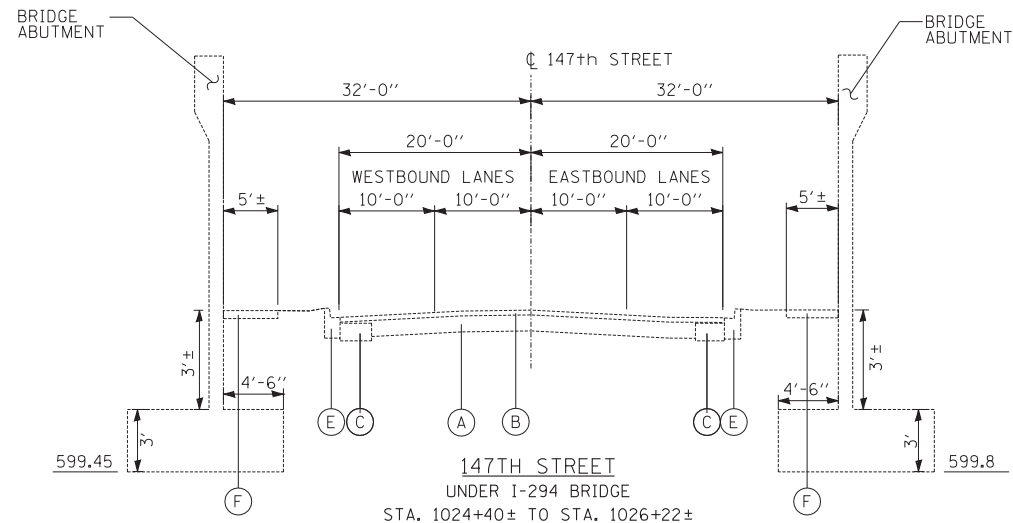 BRIDGE
ABUTMENT
BRIDGE
ABUTMENT
℄ 147th STREET
32'-0'' 32'-0''
20'-0'' 20'-0''
WESTBOUND LANES EASTBOUND LANES
5'± 10'-0'' 10'-0'' 10'-0'' 10'-0'' 5'±
3'± 3'±
4'-6'' 4'-6''
E C A B C E
3' 3'
599.45 599.8
F F
147TH STREET
UNDER I-294 BRIDGE
STA. 1024+40± TO STA. 1026+22±